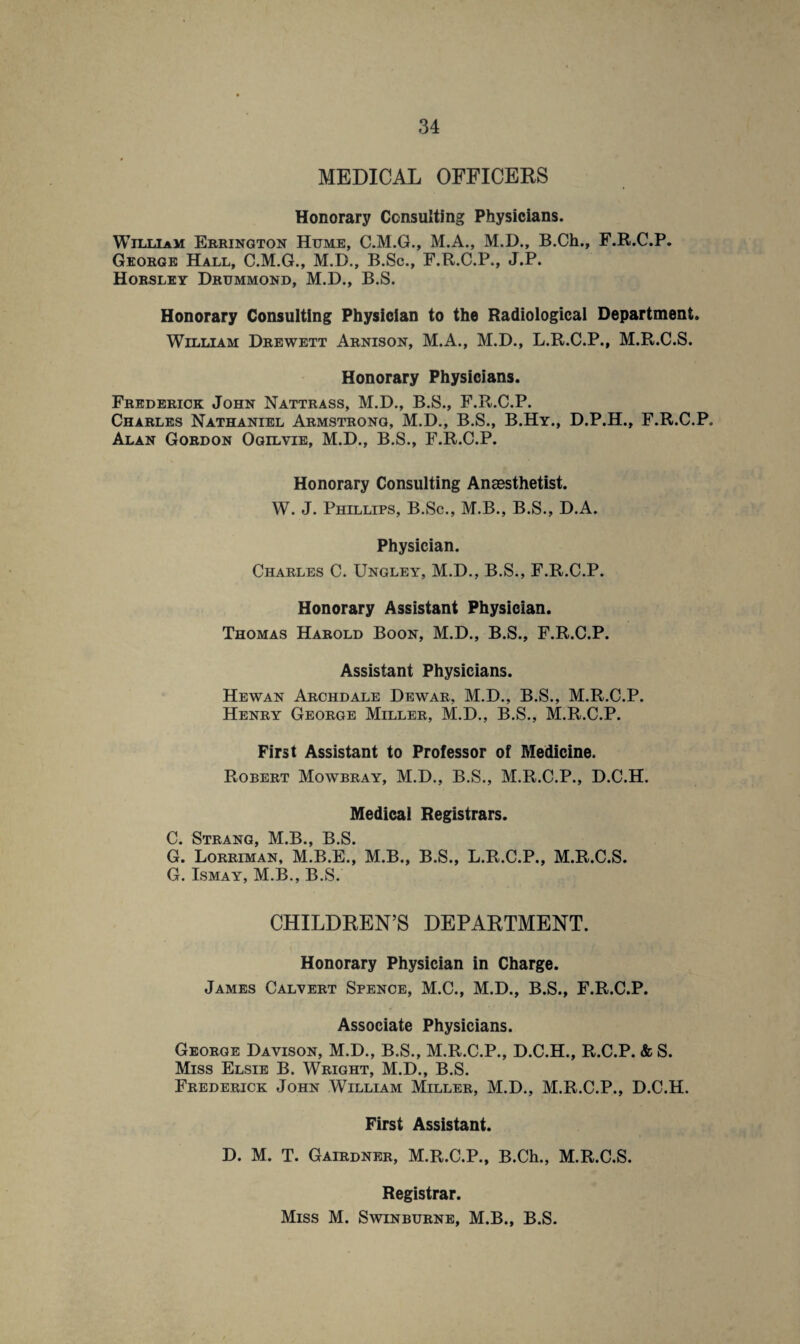 34
MEDICAL OFFICERS
Honorary Consulting Physicians.
William Errington Hume, C.M.G., M.A., M.D., B.Ch., F.R.C.P.
George Hall, C.M.G., M.D., B.Sc., F.R.C.P., J.P.
Horsley Drummond, M.D., B.S.
Honorary Consulting Physician to the Radiological Department.
William Drewett Arnison, M.A., M.D., L.R.C.P., M.R.C.S.
Honorary Physicians.
Frederick John Nattrass, M.D., B.S., F.R.C.P.
Charles Nathaniel Armstrong, M.D., B.S., B.Hy., D.P.H., F.R.C.P.
Alan Gordon Ogilvie, M.D., B.S., F.R.C.P.
Honorary Consulting Anæsthetist.
W. J. Phillips, B.Sc., M.B., B.S., D.A.
Physician.
Charles C. Ungley, M.D., B.S., F.R.C.P.
Honorary Assistant Physician.
Thomas Harold Boon, M.D., B.S., F.R.C.P.
Assistant Physicians.
Hewan Archdale Dewar, M.D., B.S., M.R.C.P.
Henry George Miller, M.D., B.S., M.R.C.P.
First Assistant to Professor of Medicine.
Robert Mowbray, M.D., B.S., M.R.C.P., D.C.H.
Medical Registrars.
C. Strang, M.B., B.S.
G. Lorriman, M.B.E., M.B., B.S., L.R.C.P., M.R.C.S.
G. Ismay, M.B., B.S.
CHILDREN'S DEPARTMENT.
Honorary Physician in Charge.
James Calvert Spence, M.C., M.D., B.S., F.R.C.P.
Associate Physicians.
George Davison, M.D., B.S., M.R.C.P., D.C.H., R.C.P. & S.
Miss Elsie B. Wright, M.D., B.S.
Frederick John William Miller, M.D., M.R.C.P., D.C.H.
First Assistant.
D. M. T. Gairdner, M.R.C.P., B.Ch., M.R.C.S.
Registrar.
Miss M. Swinburne, M.B., B.S.